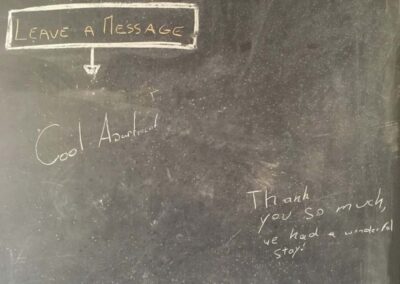 LEAVE A MESSAGE
Cool Apartment
Thank
you so much,
we had a wonderful
stay!